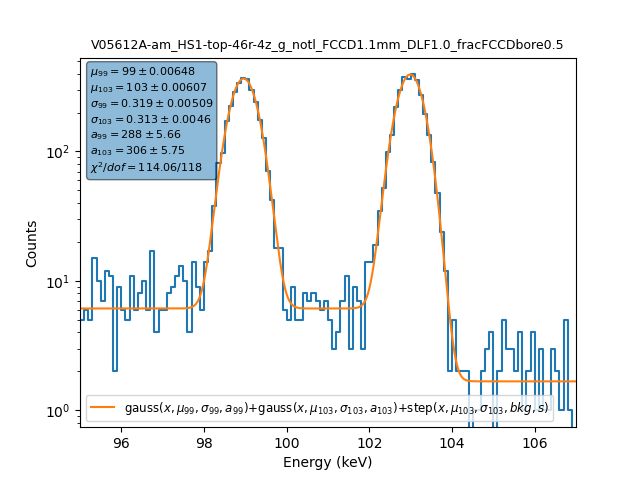 V05612A-am_HS1-top-46r-4z_g_notl_FCCD1.1mm_DLF1.0_fracFCCDbore0.5
μ₉₉ = 99 ± 0.00648
μ₁₀₃ = 103 ± 0.00607
σ₉₉ = 0.319 ± 0.00509
σ₁₀₃ = 0.313 ± 0.0046
a₉₉ = 288 ± 5.66
a₁₀₃ = 306 ± 5.75
χ²/dof = 114.06/118
Counts
10²
10¹
10⁰
gauss(x, μ₉₉, σ₉₉, a₉₉)+gauss(x, μ₁₀₃, σ₁₀₃, a₁₀₃)+step(x, μ₁₀₃, σ₁₀₃, bkg, s)
96 98 100 102 104 106
Energy (keV)